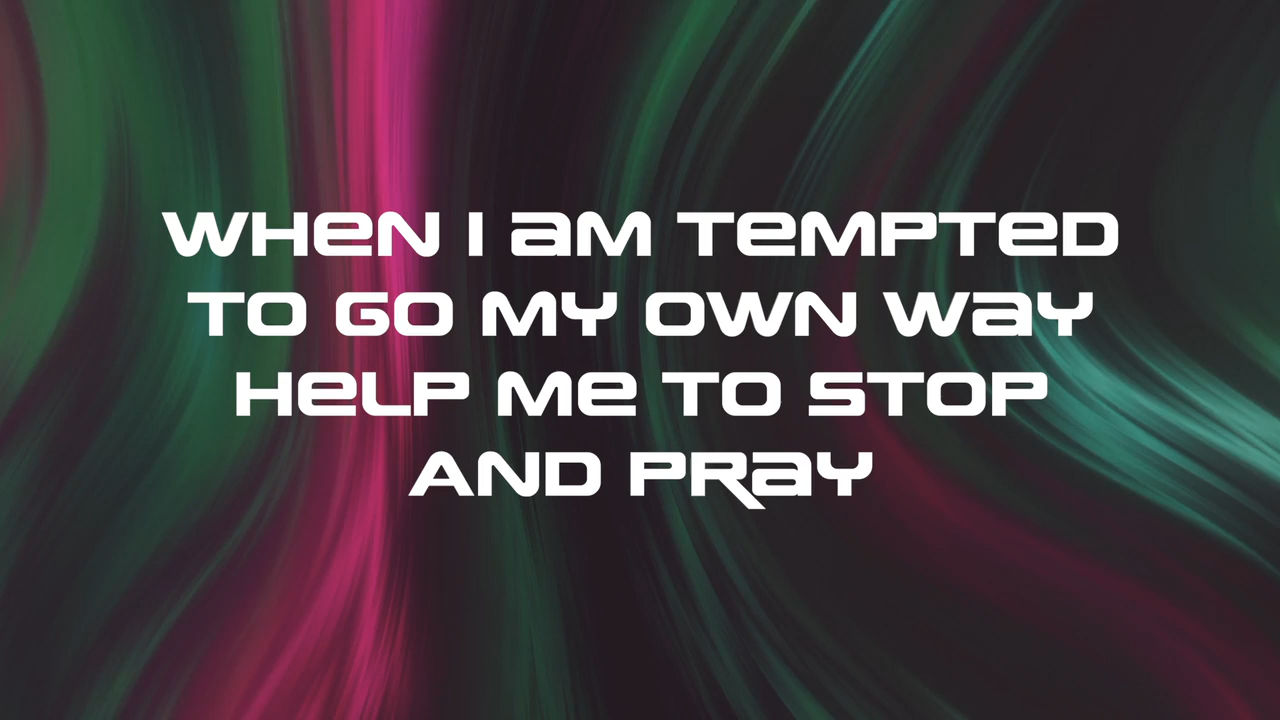 WHEN I AM TEMPTED
TO GO MY OWN WAY
HELP ME TO STOP
AND PRAY